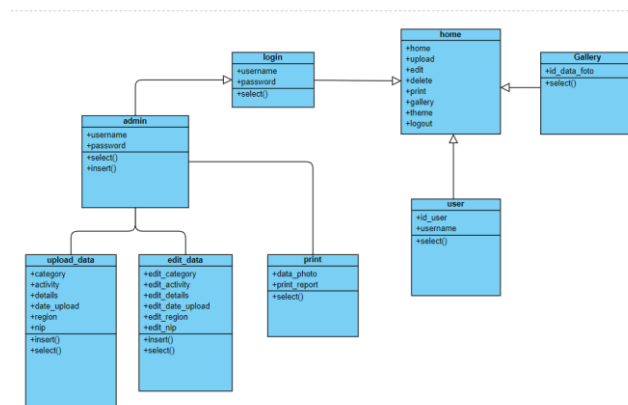 login
+username
+password
+select()
home
+home
+upload
+edit
+delete
+print
+gallery
+theme
+logout
Gallery
+id_data_foto
+select()
admin
+username
+password
+select()
+insert()
user
+id_user
+username
+select()
upload_data
+category
+activity
+details
+date_upload
+region
+nip
+insert()
+select()
edit_data
+edit_category
+edit_activity
+edit_details
+edit_date_upload
+edit_region
+edit_nip
+insert()
+select()
print
+data_photo
+print_report
+select()